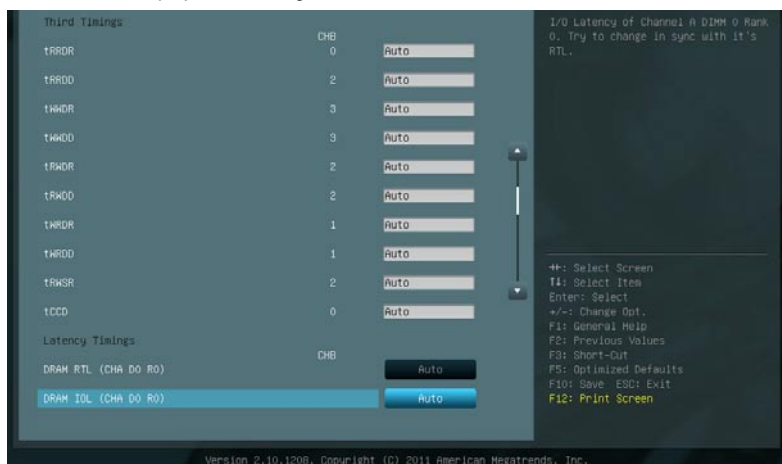 Third Timings
CHB
tRRDR 0 Auto
tRRDD 2 Auto
tWWDR 3 Auto
tWWDD 3 Auto
tRWDR 2 Auto
tRWDD 2 Auto
tWRDR 1 Auto
tWRDD 1 Auto
tRWSR 2 Auto
tCCD 0 Auto
Latency Timings
CHB
DRAM RTL (CHA D0 R0) Auto
DRAM IOL (CHA D0 R0) Auto
I/O Latency of Channel A DIMM 0 Rank
0. Try to change in sync with it's
RTL.
→←: Select Screen
↑↓: Select Item
Enter: Select
+/-: Change Opt.
F1: General Help
F2: Previous Values
F3: Short-Cut
F5: Optimized Defaults
F10: Save ESC: Exit
F12: Print Screen
Version 2.10.1208. Copyright (C) 2011 American Megatrends, Inc.